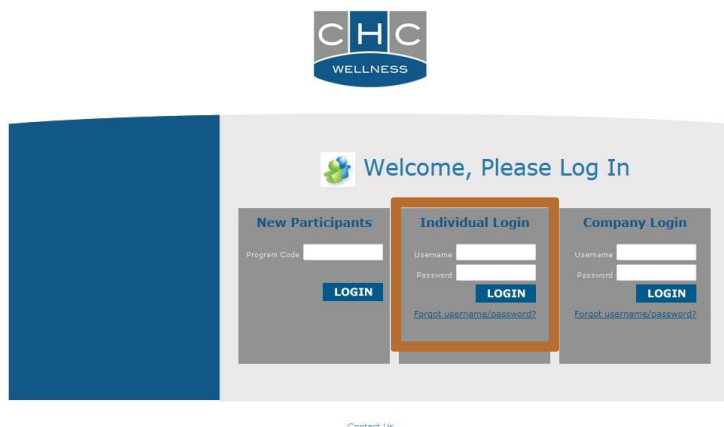 CHC
WELLNESS
Welcome, Please Log In
New Participants
Program Code
LOGIN
Individual Login
Username
Password
LOGIN
Forgot username/password?
Company Login
Username
Password
LOGIN
Forgot username/password?
Contact Us